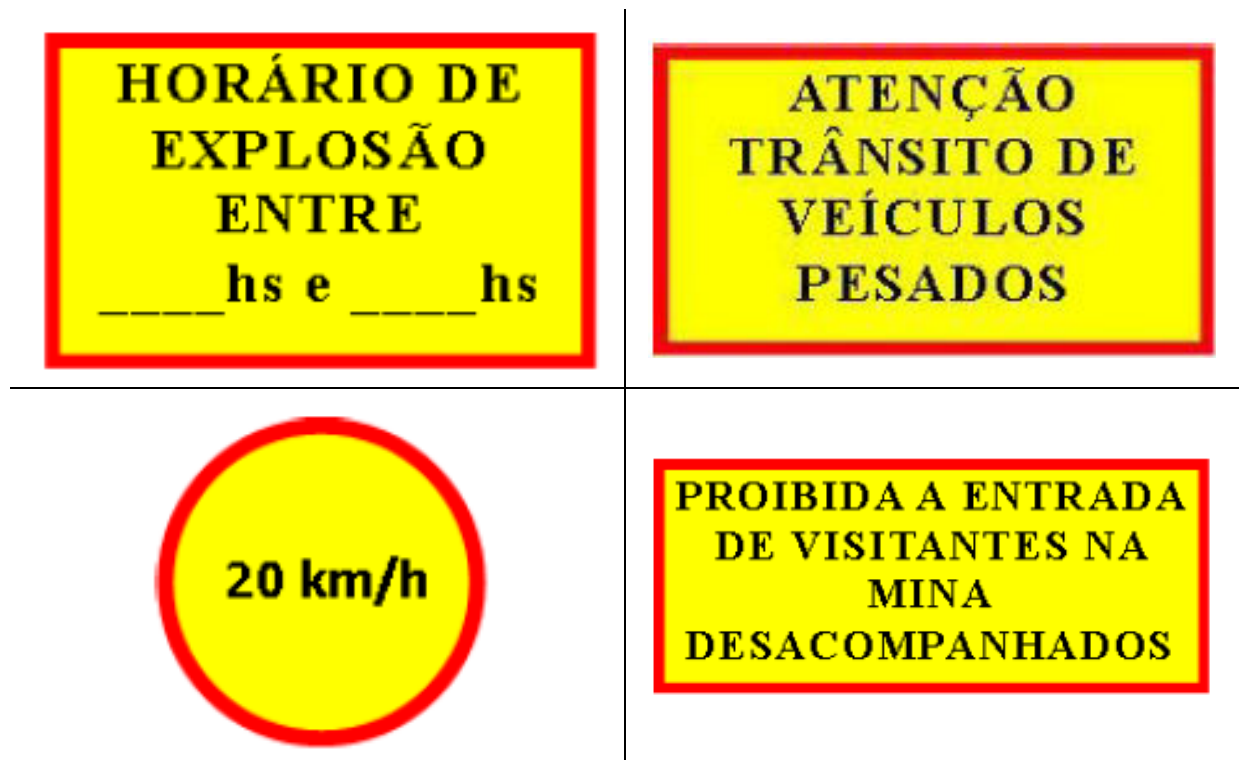 HORÁRIO DE
EXPLOSÃO
ENTRE
____hs e ____hs
ATENÇÃO
TRÂNSITO DE
VEÍCULOS
PESADOS
20 km/h
PROIBIDA A ENTRADA
DE VISITANTES NA
MINA
DESACOMPANHADOS